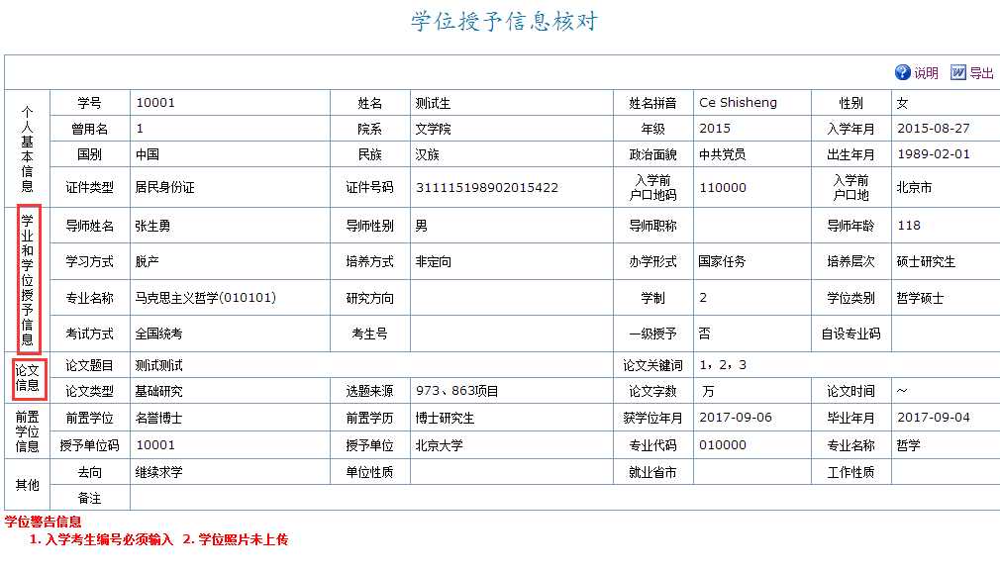 学位授予信息核对
说明 导出
个人基本信息
学号 10001 姓名 测试生 姓名拼音 Ce Shisheng 性别 女
曾用名 1 院系 文学院 年级 2015 入学年月 2015-08-27
国别 中国 民族 汉族 政治面貌 中共党员 出生年月 1989-02-01
证件类型 居民身份证 证件号码 311115198902015422 入学前户口地码 110000 入学前户口地 北京市
学业和学位授予信息
导师姓名 张生勇 导师性别 男 导师职称 导师年龄 118
学习方式 脱产 培养方式 非定向 办学形式 国家任务 培养层次 硕士研究生
专业名称 马克思主义哲学(010101) 研究方向 学制 2 学位类别 哲学硕士
考试方式 全国统考 考生号 一级授予 否 自设专业码
论文信息
论文题目 测试测试 论文关键词 1，2，3
论文类型 基础研究 选题来源 973、863项目 论文字数 万 论文时间 ～
前置学位信息
前置学位 名誉博士 前置学历 博士研究生 获学位年月 2017-09-06 毕业年月 2017-09-04
授予单位码 10001 授予单位 北京大学 专业代码 010000 专业名称 哲学
其他
去向 继续求学 单位性质 就业省市 工作性质
备注
学位警告信息
1. 入学考生编号必须输入 2. 学位照片未上传